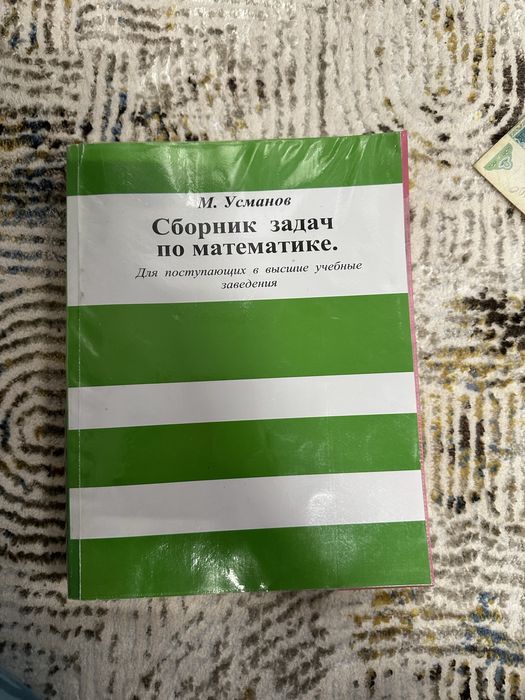 М. Усманов
Сборник задач
по математике.
Для поступающих в высшие учебные
заведения